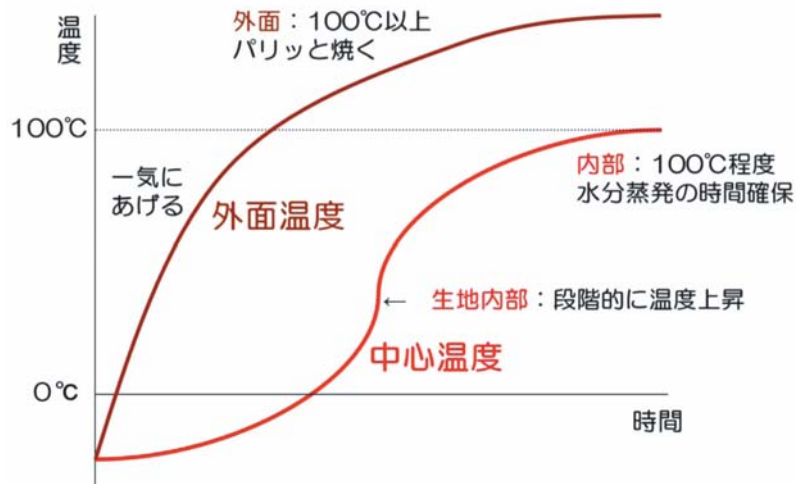 温度
外面：100℃以上
パリッと焼く
100℃
一気に
あげる
外面温度
内部：100℃程度
水分蒸発の時間確保
← 生地内部：段階的に温度上昇
中心温度
0℃
時間